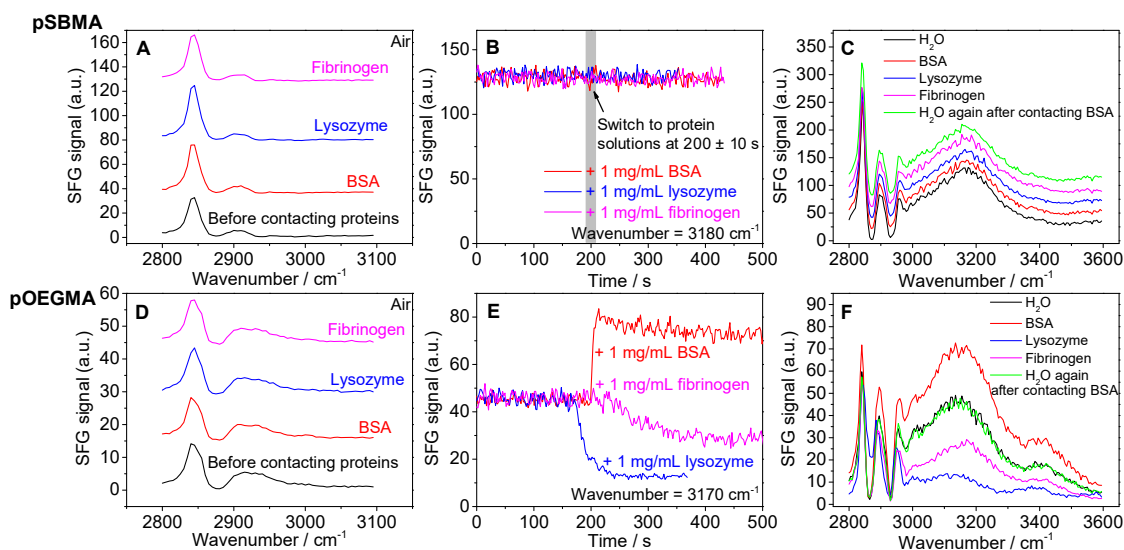 pSBMA
A
Air
Fibrinogen
Lysozyme
BSA
Before contacting proteins
SFG signal (a.u.)
0
20
40
60
80
100
120
140
160
2800
2900
3000
3100
Wavenumber / cm-1
B
Switch to protein
solutions at 200 ± 10 s
+ 1 mg/mL BSA
+ 1 mg/mL lysozyme
+ 1 mg/mL fibrinogen
Wavenumber = 3180 cm-1
SFG signal (a.u.)
0
25
50
75
100
125
150
0
100
200
300
400
500
Time / s
C
H2O
BSA
Lysozyme
Fibrinogen
H2O again after contacting BSA
SFG signal (a.u.)
0
50
100
150
200
250
300
350
2800
3000
3200
3400
3600
Wavenumber / cm-1
pOEGMA
D
Air
Fibrinogen
Lysozyme
BSA
Before contacting proteins
SFG signal (a.u.)
0
10
20
30
40
50
60
2800
2900
3000
3100
Wavenumber / cm-1
E
+ 1 mg/mL BSA
+ 1 mg/mL fibrinogen
+ 1 mg/mL lysozyme
Wavenumber = 3170 cm-1
SFG signal (a.u.)
0
20
40
60
80
0
100
200
300
400
500
Time / s
F
H2O
BSA
Lysozyme
Fibrinogen
H2O again
after contacting BSA
SFG signal (a.u.)
0
10
20
30
40
50
60
70
80
90
2800
3000
3200
3400
3600
Wavenumber / cm-1